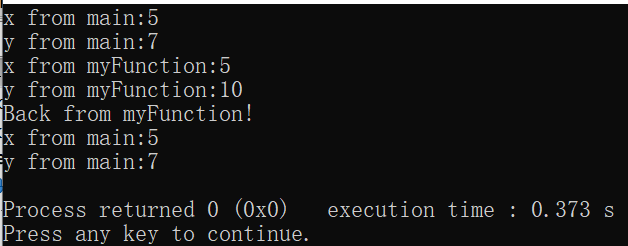 x from main:5
y from main:7
x from myFunction:5
y from myFunction:10
Back from myFunction!
x from main:5
y from main:7
Process returned 0 (0x0)   execution time : 0.373 s
Press any key to continue.